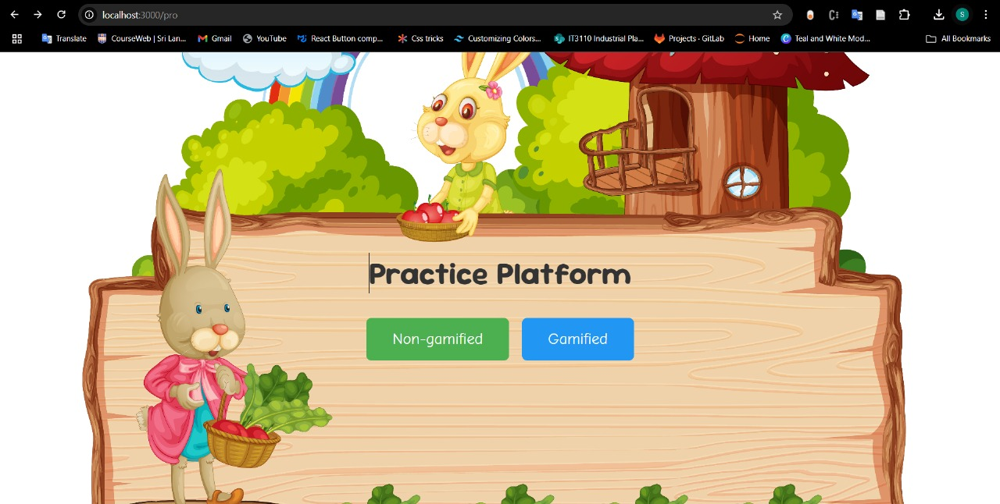 localhost:3000/pro
S
Translate
CourseWeb | Sri Lan...
Gmail
YouTube
React Button comp...
Css tricks
Customizing Colors...
IT3110 Industrial Pla...
Projects · GitLab
Home
Teal and White Mod...
All Bookmarks
Practice Platform
Non-gamified
Gamified